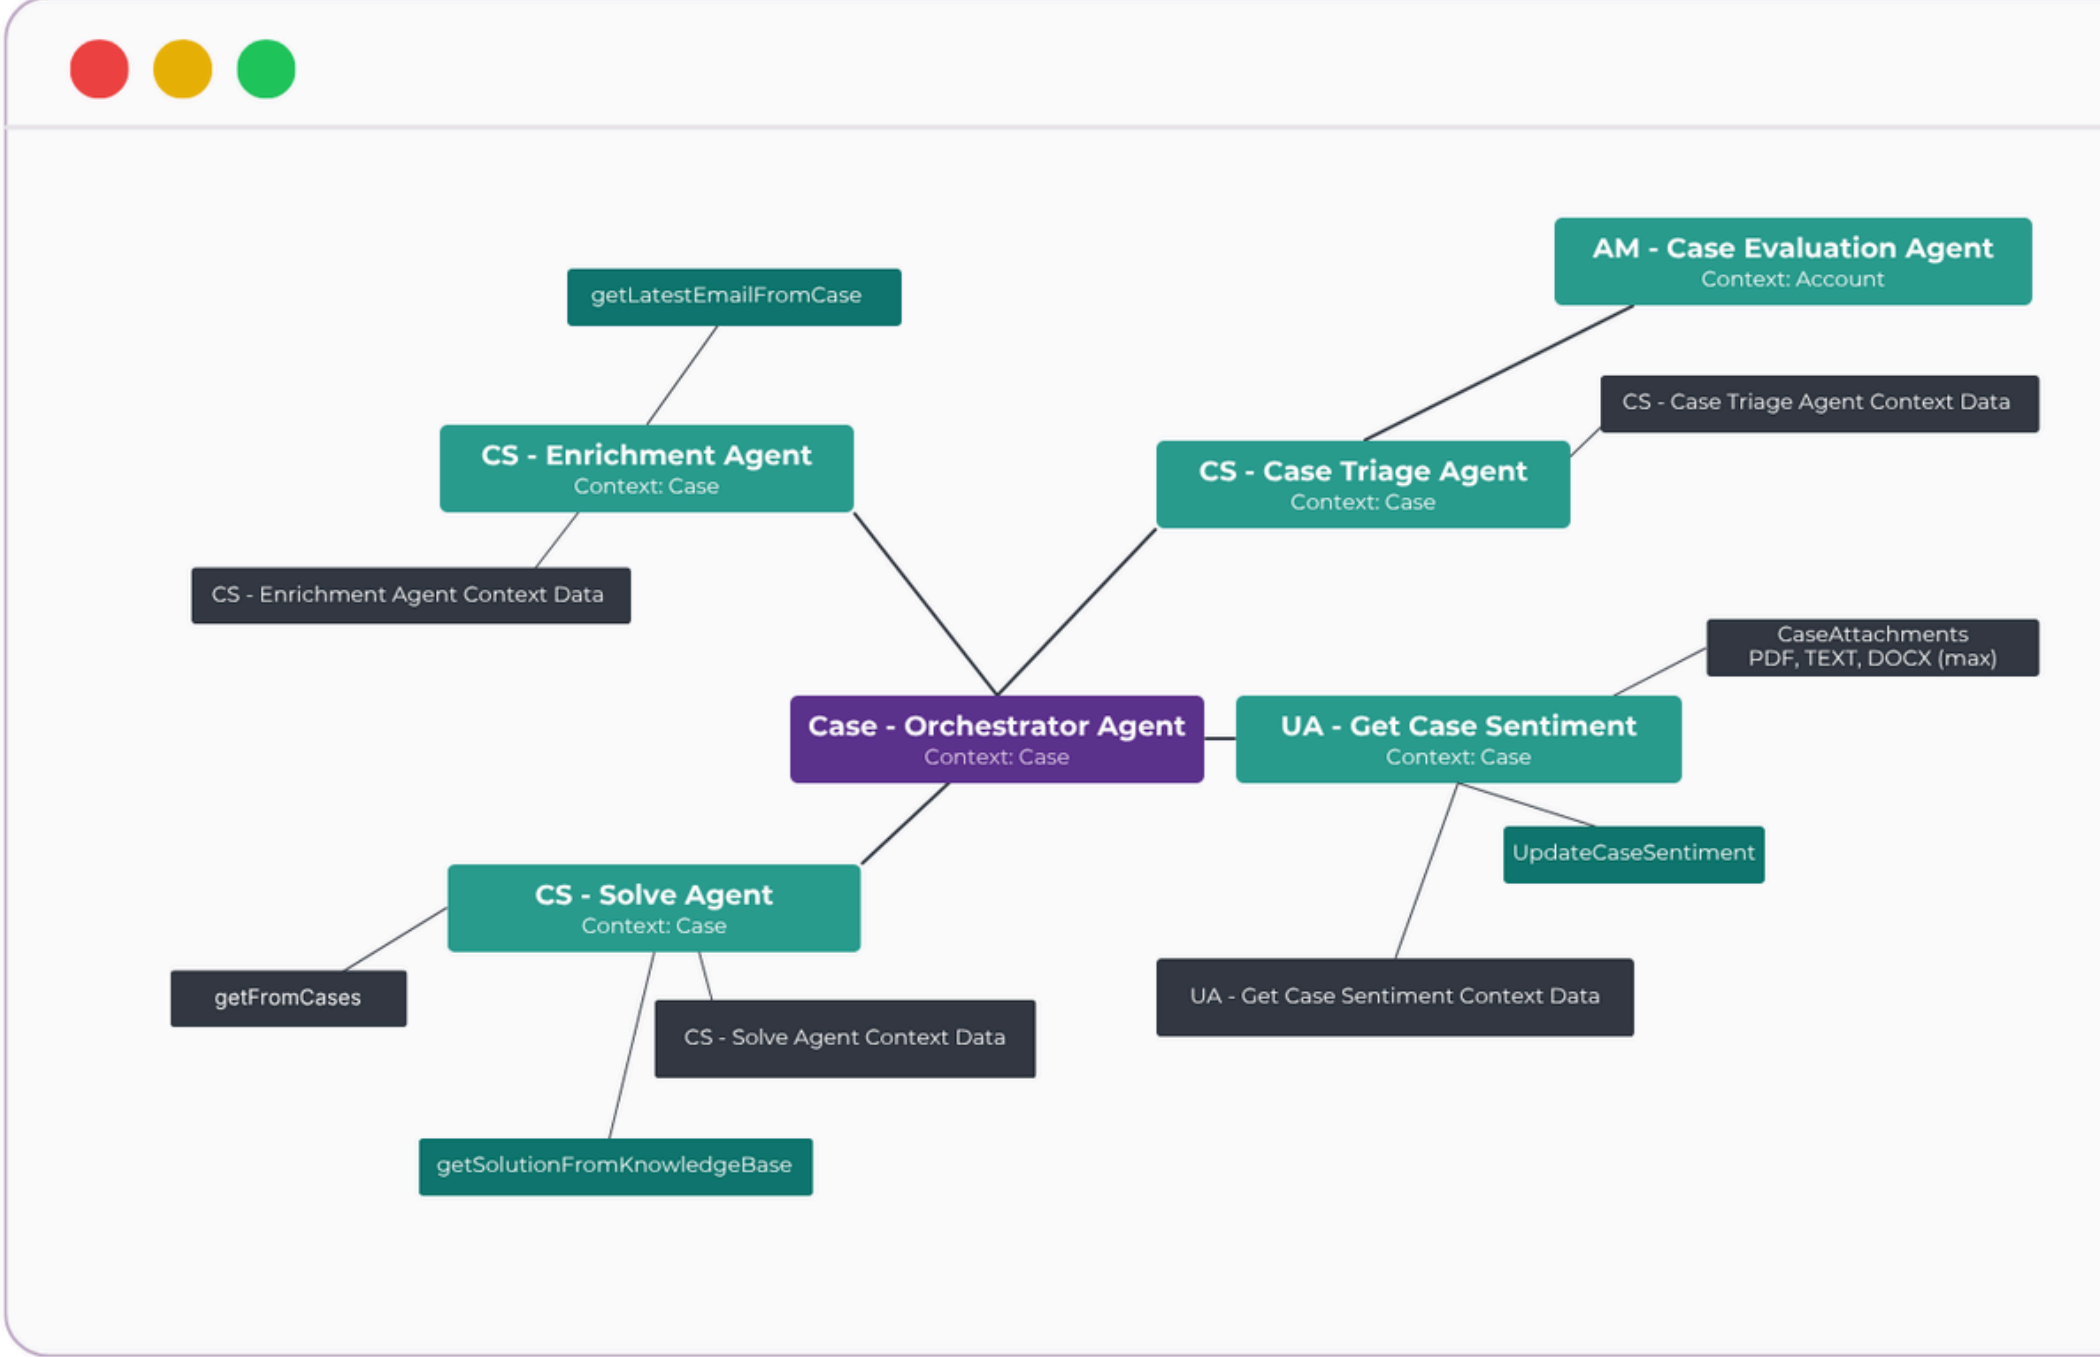 AM - Case Evaluation Agent
Context: Account
getLatestEmailFromCase
CS - Case Triage Agent Context Data
CS - Enrichment Agent
Context: Case
CS - Case Triage Agent
Context: Case
CS - Enrichment Agent Context Data
CaseAttachments
PDF, TEXT, DOCX (max)
Case - Orchestrator Agent
Context: Case
UA - Get Case Sentiment
Context: Case
UpdateCaseSentiment
CS - Solve Agent
Context: Case
getFromCases
UA - Get Case Sentiment Context Data
CS - Solve Agent Context Data
getSolutionFromKnowledgeBase